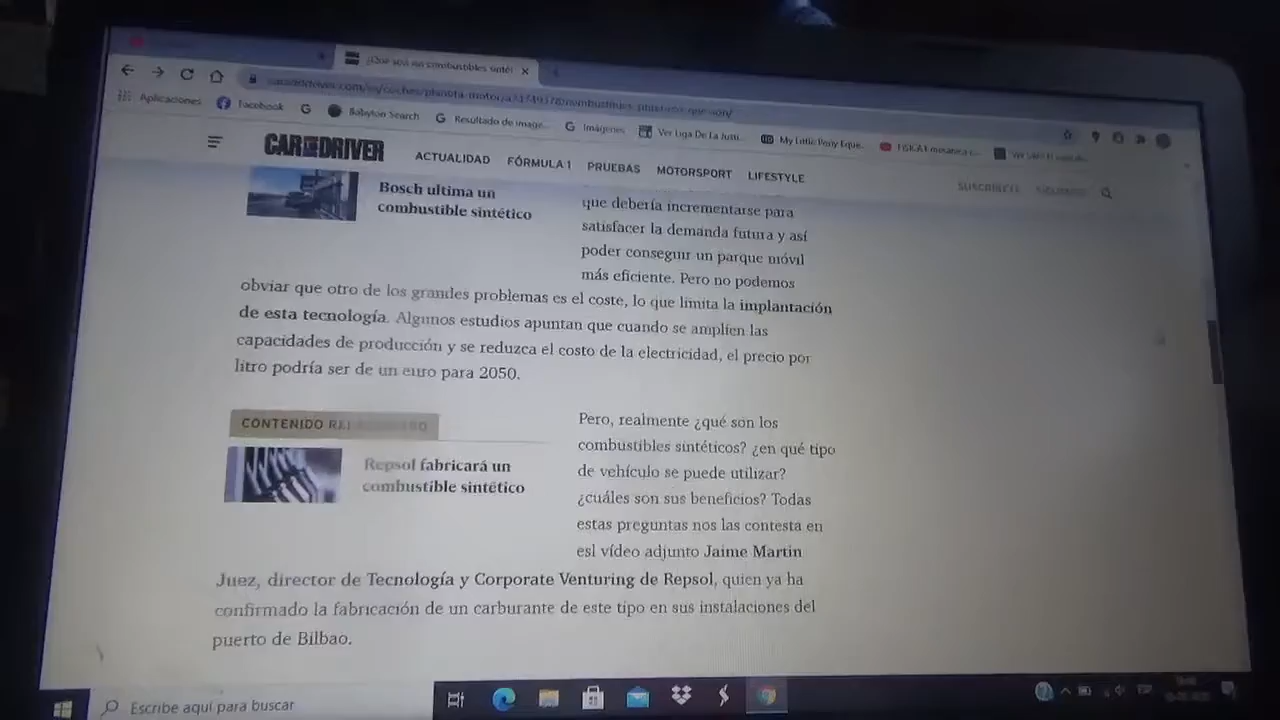 ¿Qué son los combustibles sintét
Aplicaciones
Facebook
Babylon Search
Resultado de image...
Imágenes
Ver Liga De La Justi...
My Little Pony Eque...
CAR AND DRIVER
ACTUALIDAD FÓRMULA 1 PRUEBAS MOTORSPORT LIFESTYLE
SUSCRÍBETE SÍGUENOS
Bosch ultima un
combustible sintético
que debería incrementarse para
satisfacer la demanda futura y así
poder conseguir un parque móvil
más eficiente. Pero no podemos
obviar que otro de los grandes problemas es el coste, lo que limita la implantación
de esta tecnología. Algunos estudios apuntan que cuando se amplíen las
capacidades de producción y se reduzca el costo de la electricidad, el precio por
litro podría ser de un euro para 2050.
CONTENIDO RELACIONADO
Repsol fabricará un
combustible sintético
Pero, realmente ¿qué son los
combustibles sintéticos? ¿en qué tipo
de vehículo se puede utilizar?
¿cuáles son sus beneficios? Todas
estas preguntas nos las contesta en
esl vídeo adjunto Jaime Martin
Juez, director de Tecnología y Corporate Venturing de Repsol, quien ya ha
confirmado la fabricación de un carburante de este tipo en sus instalaciones del
puerto de Bilbao.
Escribe aquí para buscar